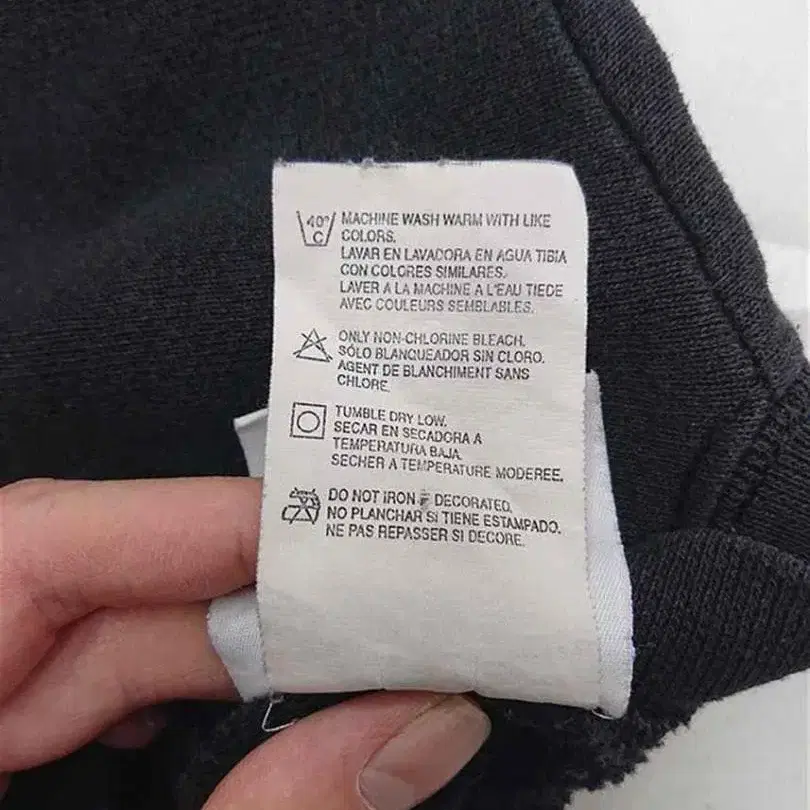 40°
C
MACHINE WASH WARM WITH LIKE
COLORS.
LAVAR EN LAVADORA EN AGUA TIBIA
CON COLORES SIMILARES.
LAVER A LA MACHINE A L'EAU TIEDE
AVEC COULEURS SEMBLABLES.
ONLY NON-CHLORINE BLEACH.
SÓLO BLANQUEADOR SIN CLORO.
AGENT DE BLANCHIMENT SANS
CHLORE.
TUMBLE DRY LOW.
SECAR EN SECADORA A
TEMPERATURA BAJA.
SECHER A TEMPERATURE MODEREE.
DO NOT IRON IF DECORATED.
NO PLANCHAR SI TIENE ESTAMPADO.
NE PAS REPASSER SI DECORE.